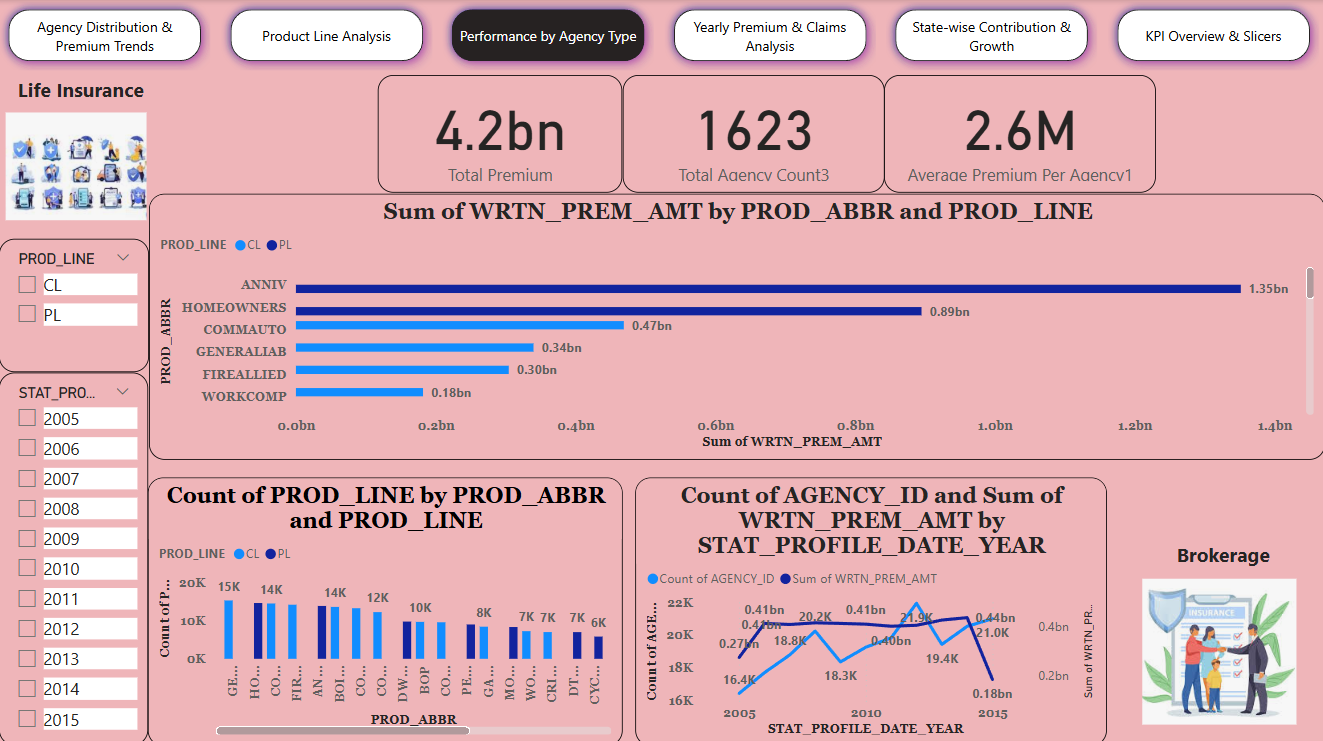 Agency Distribution &
Premium Trends
Product Line Analysis
Performance by Agency Type
Yearly Premium & Claims
Analysis
State-wise Contribution &
Growth
KPI Overview & Slicers
Life Insurance
4.2bn
Total Premium
1623
Total Agency Count3
2.6M
Average Premium Per Agency1
PROD_LINE
CL
PL
STAT_PRO...
2005
2006
2007
2008
2009
2010
2011
2012
2013
2014
2015
Sum of WRTN_PREM_AMT by PROD_ABBR and PROD_LINE
PROD_LINE CL PL
PROD_ABBR
ANNIV 1.35bn
HOMEOWNERS 0.89bn
COMMAUTO 0.47bn
GENERALIAB 0.34bn
FIREALLIED 0.30bn
WORKCOMP 0.18bn
0.0bn 0.2bn 0.4bn 0.6bn 0.8bn 1.0bn 1.2bn 1.4bn
Sum of WRTN_PREM_AMT
Count of PROD_LINE by PROD_ABBR
and PROD_LINE
PROD_LINE CL PL
Count of P...
20K
10K
0K
15K 14K 14K 12K 10K 8K 7K 7K 7K 6K
GE... HO... CO... FIR... AN... BOI... CO... CO... DW... BOP CO... PE... GA... MO... WO... CRI... DT... CYC...
PROD_ABBR
Count of AGENCY_ID and Sum of
WRTN_PREM_AMT by
STAT_PROFILE_DATE_YEAR
Count of AGENCY_ID Sum of WRTN_PREM_AMT
Count of AGE...
22K
20K
18K
16K
0.27bn 0.41bn 0.41bn 0.41bn 0.40bn 0.44bn 0.18bn
16.4K 18.8K 20.2K 18.3K 21.9K 19.4K 21.0K
0.4bn
0.2bn
Sum of WRTN_PR...
2005 2010 2015
STAT_PROFILE_DATE_YEAR
Brokerage
INSURANCE